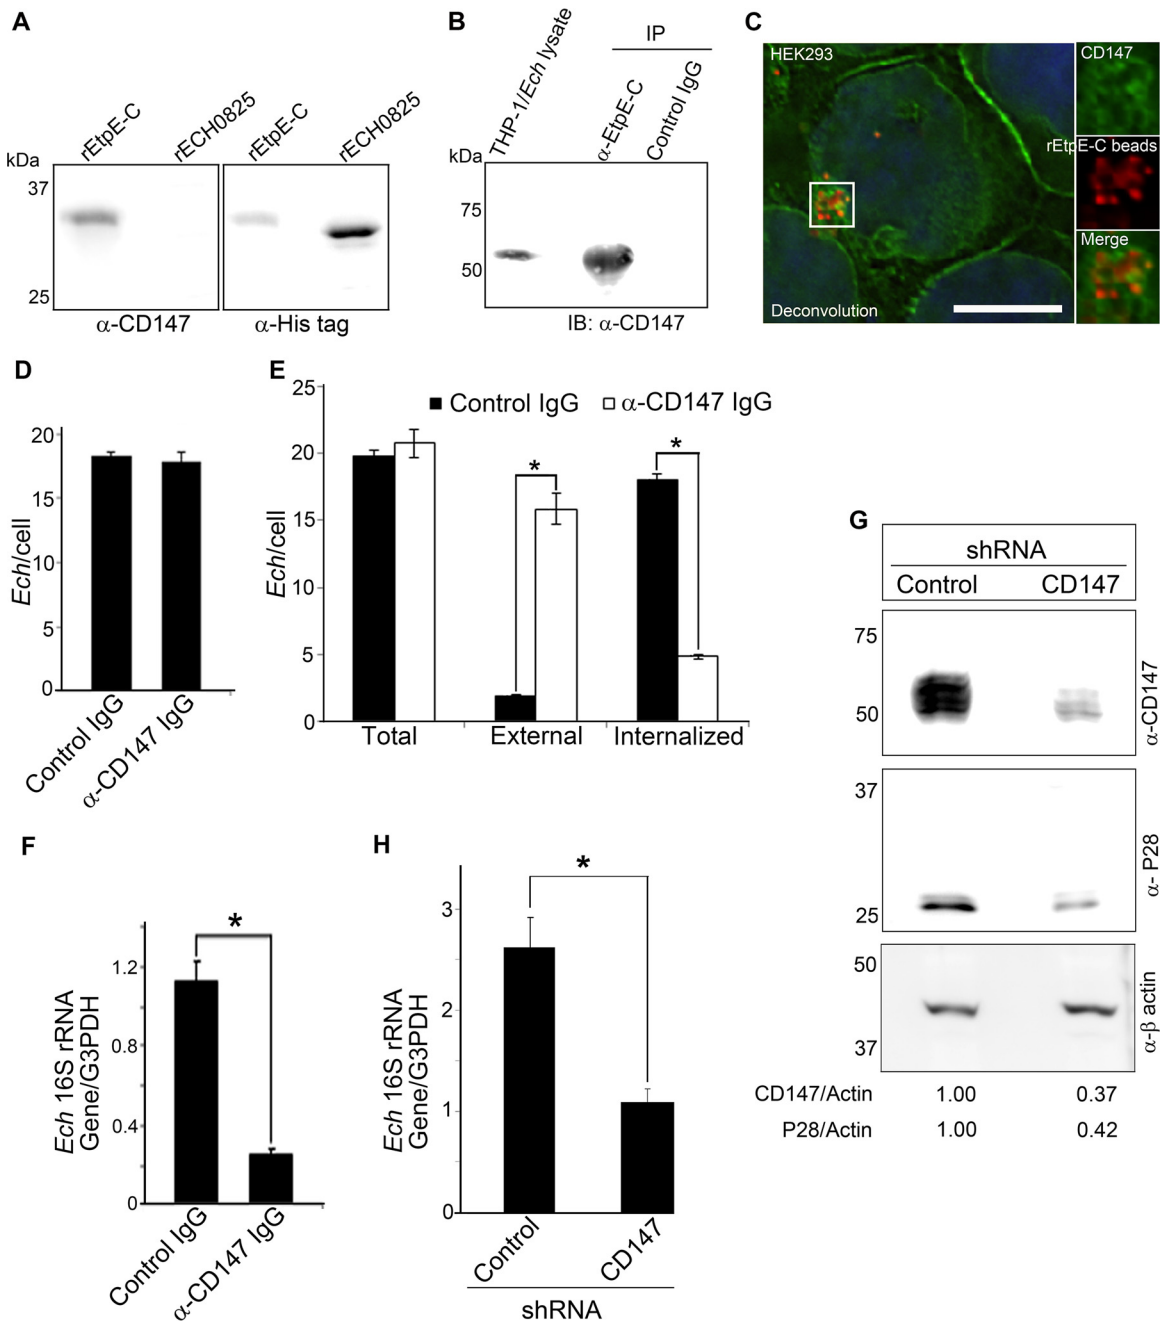 A
rEtpE-C
rECH0825
rEtpE-C
rECH0825
kDa
37
25
α-CD147
α-His tag
B
IP
THP-1/Ech lysate
α-EtpE-C
Control IgG
kDa
75
50
IB: α-CD147
C
HEK293
Deconvolution
CD147
rEtpE-C beads
Merge
D
20
15
10
5
0
Ech/cell
Control IgG
α-CD147 IgG
E
25
20
15
10
5
0
Ech/cell
Control IgG
α-CD147 IgG
*
*
Total
External
Internalized
F
*
1.2
0.8
0.4
0
Ech 16S rRNA
Gene/G3PDH
Control IgG
α-CD147 IgG
H
*
3
2
1
0
Ech 16S rRNA
Gene/G3PDH
Control
CD147
shRNA
G
shRNA
Control
CD147
75
50
α-CD147
37
25
α- P28
50
37
α-β actin
CD147/Actin 1.00 0.37
P28/Actin 1.00 0.42